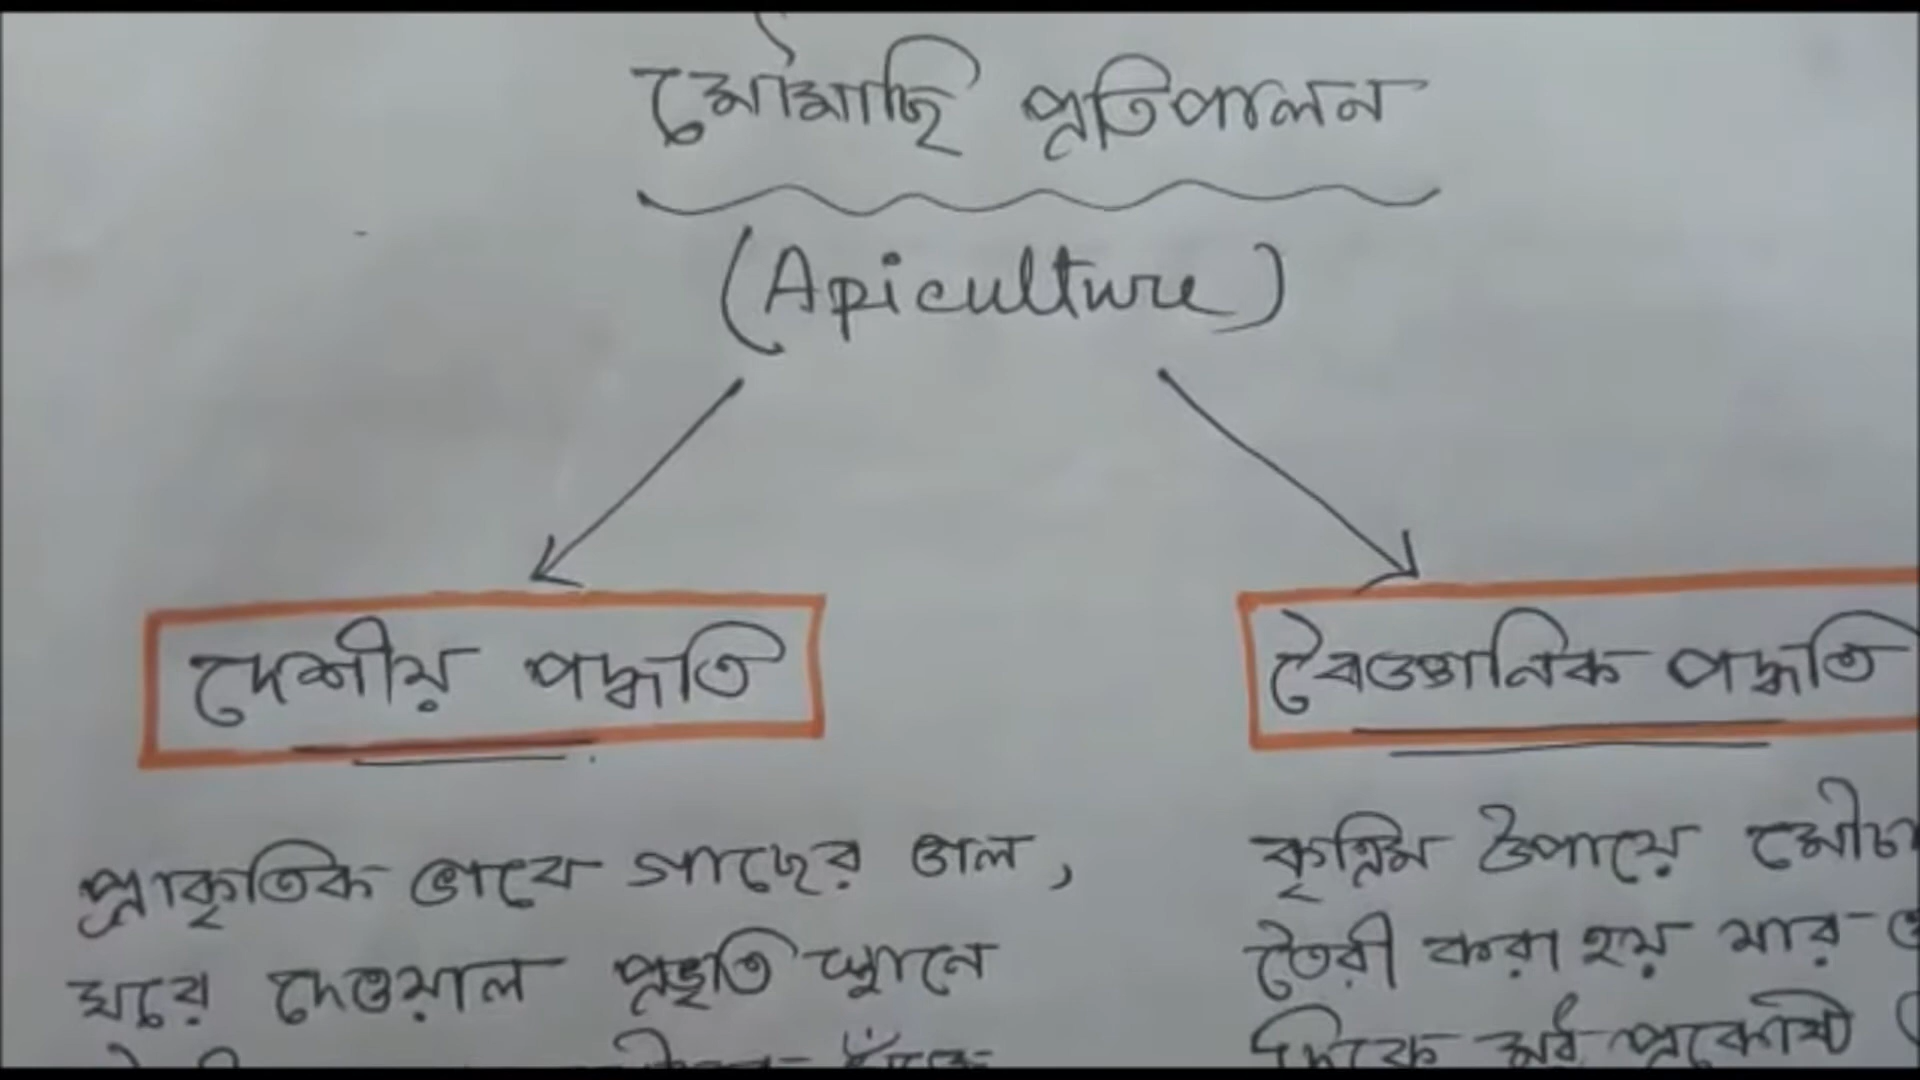 মৌমাছি প্রতিপালন
(Apiculture)
দেশীয় পদ্ধতি
বৈজ্ঞানিক পদ্ধতি
প্রাকৃতিক ভাবে গাছের ডাল,
ঘরে দেওয়াল প্রভৃতি স্থানে
কৃত্রিম উপায়ে
তৈরী করা হয় যার